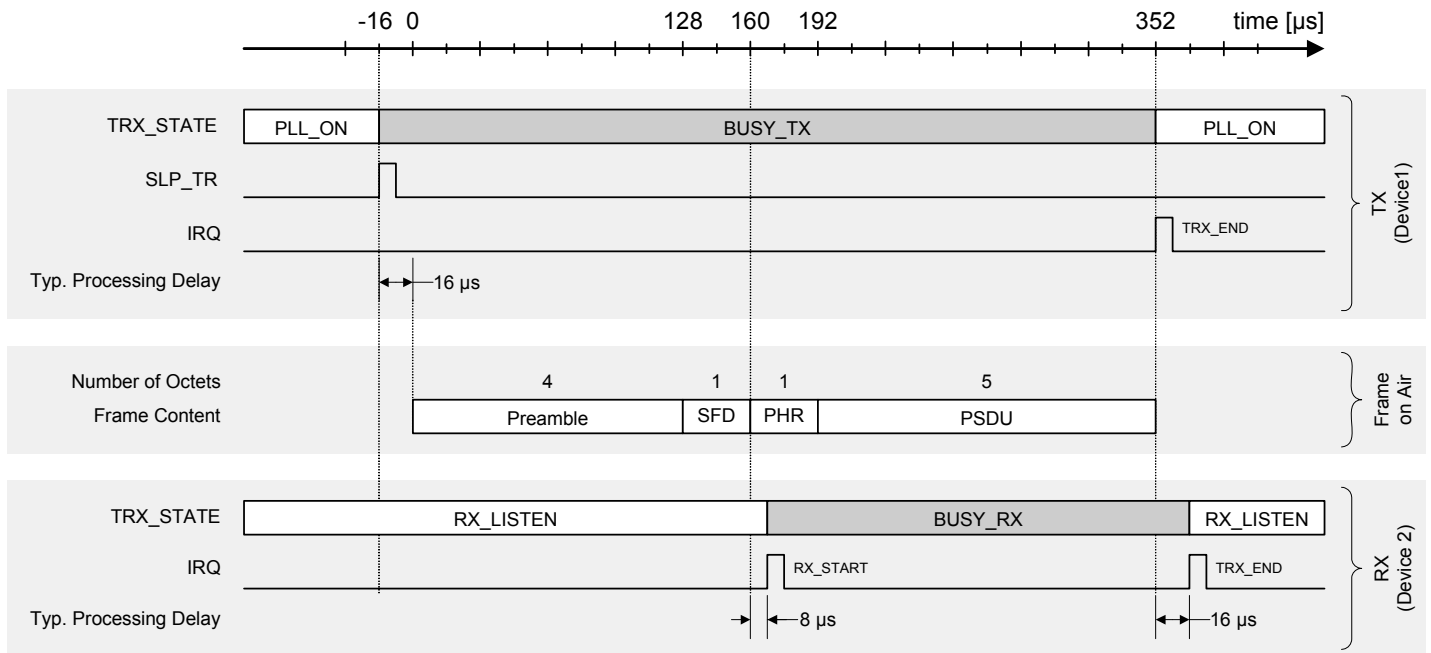 -16 0 128 160 192 352 time [µs]
TRX_STATE PLL_ON BUSY_TX PLL_ON
SLP_TR
IRQ TRX_END
Typ. Processing Delay 16 µs
TX
(Device1)
Number of Octets 4 1 1 5
Frame Content Preamble SFD PHR PSDU
Frame
on Air
TRX_STATE RX_LISTEN BUSY_RX RX_LISTEN
IRQ RX_START TRX_END
Typ. Processing Delay 8 µs 16 µs
RX
(Device 2)